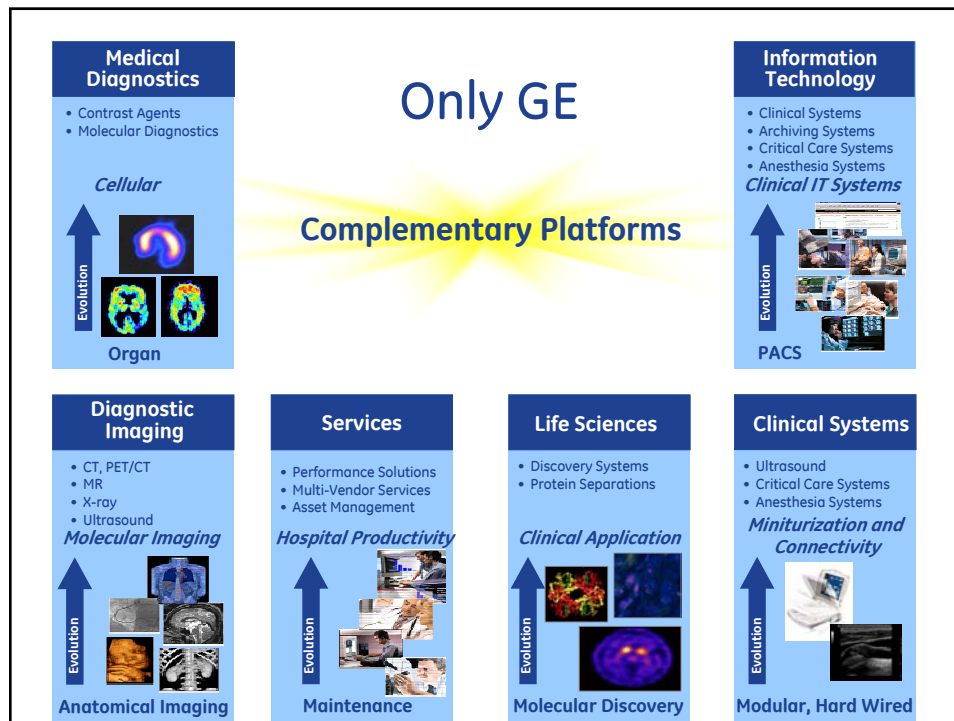 Medical
Diagnostics
• Contrast Agents
• Molecular Diagnostics
Cellular
Evolution
Organ
Only GE
Complementary Platforms
Information
Technology
• Clinical Systems
• Archiving Systems
• Critical Care Systems
• Anesthesia Systems
Clinical IT Systems
Evolution
PACS
Diagnostic
Imaging
• CT, PET/CT
• MR
• X-ray
• Ultrasound
Molecular Imaging
Evolution
Anatomical Imaging
Services
• Performance Solutions
• Multi-Vendor Services
• Asset Management
Hospital Productivity
Evolution
Maintenance
Life Sciences
• Discovery Systems
• Protein Separations
Clinical Application
Evolution
Molecular Discovery
Clinical Systems
• Ultrasound
• Critical Care Systems
• Anesthesia Systems
Miniturization and
Connectivity
Evolution
Modular, Hard Wired